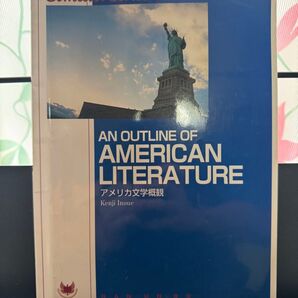 AN OUTLINE OF
AMERICAN
LITERATURE
アメリカ文学概観
Kenji Inoue